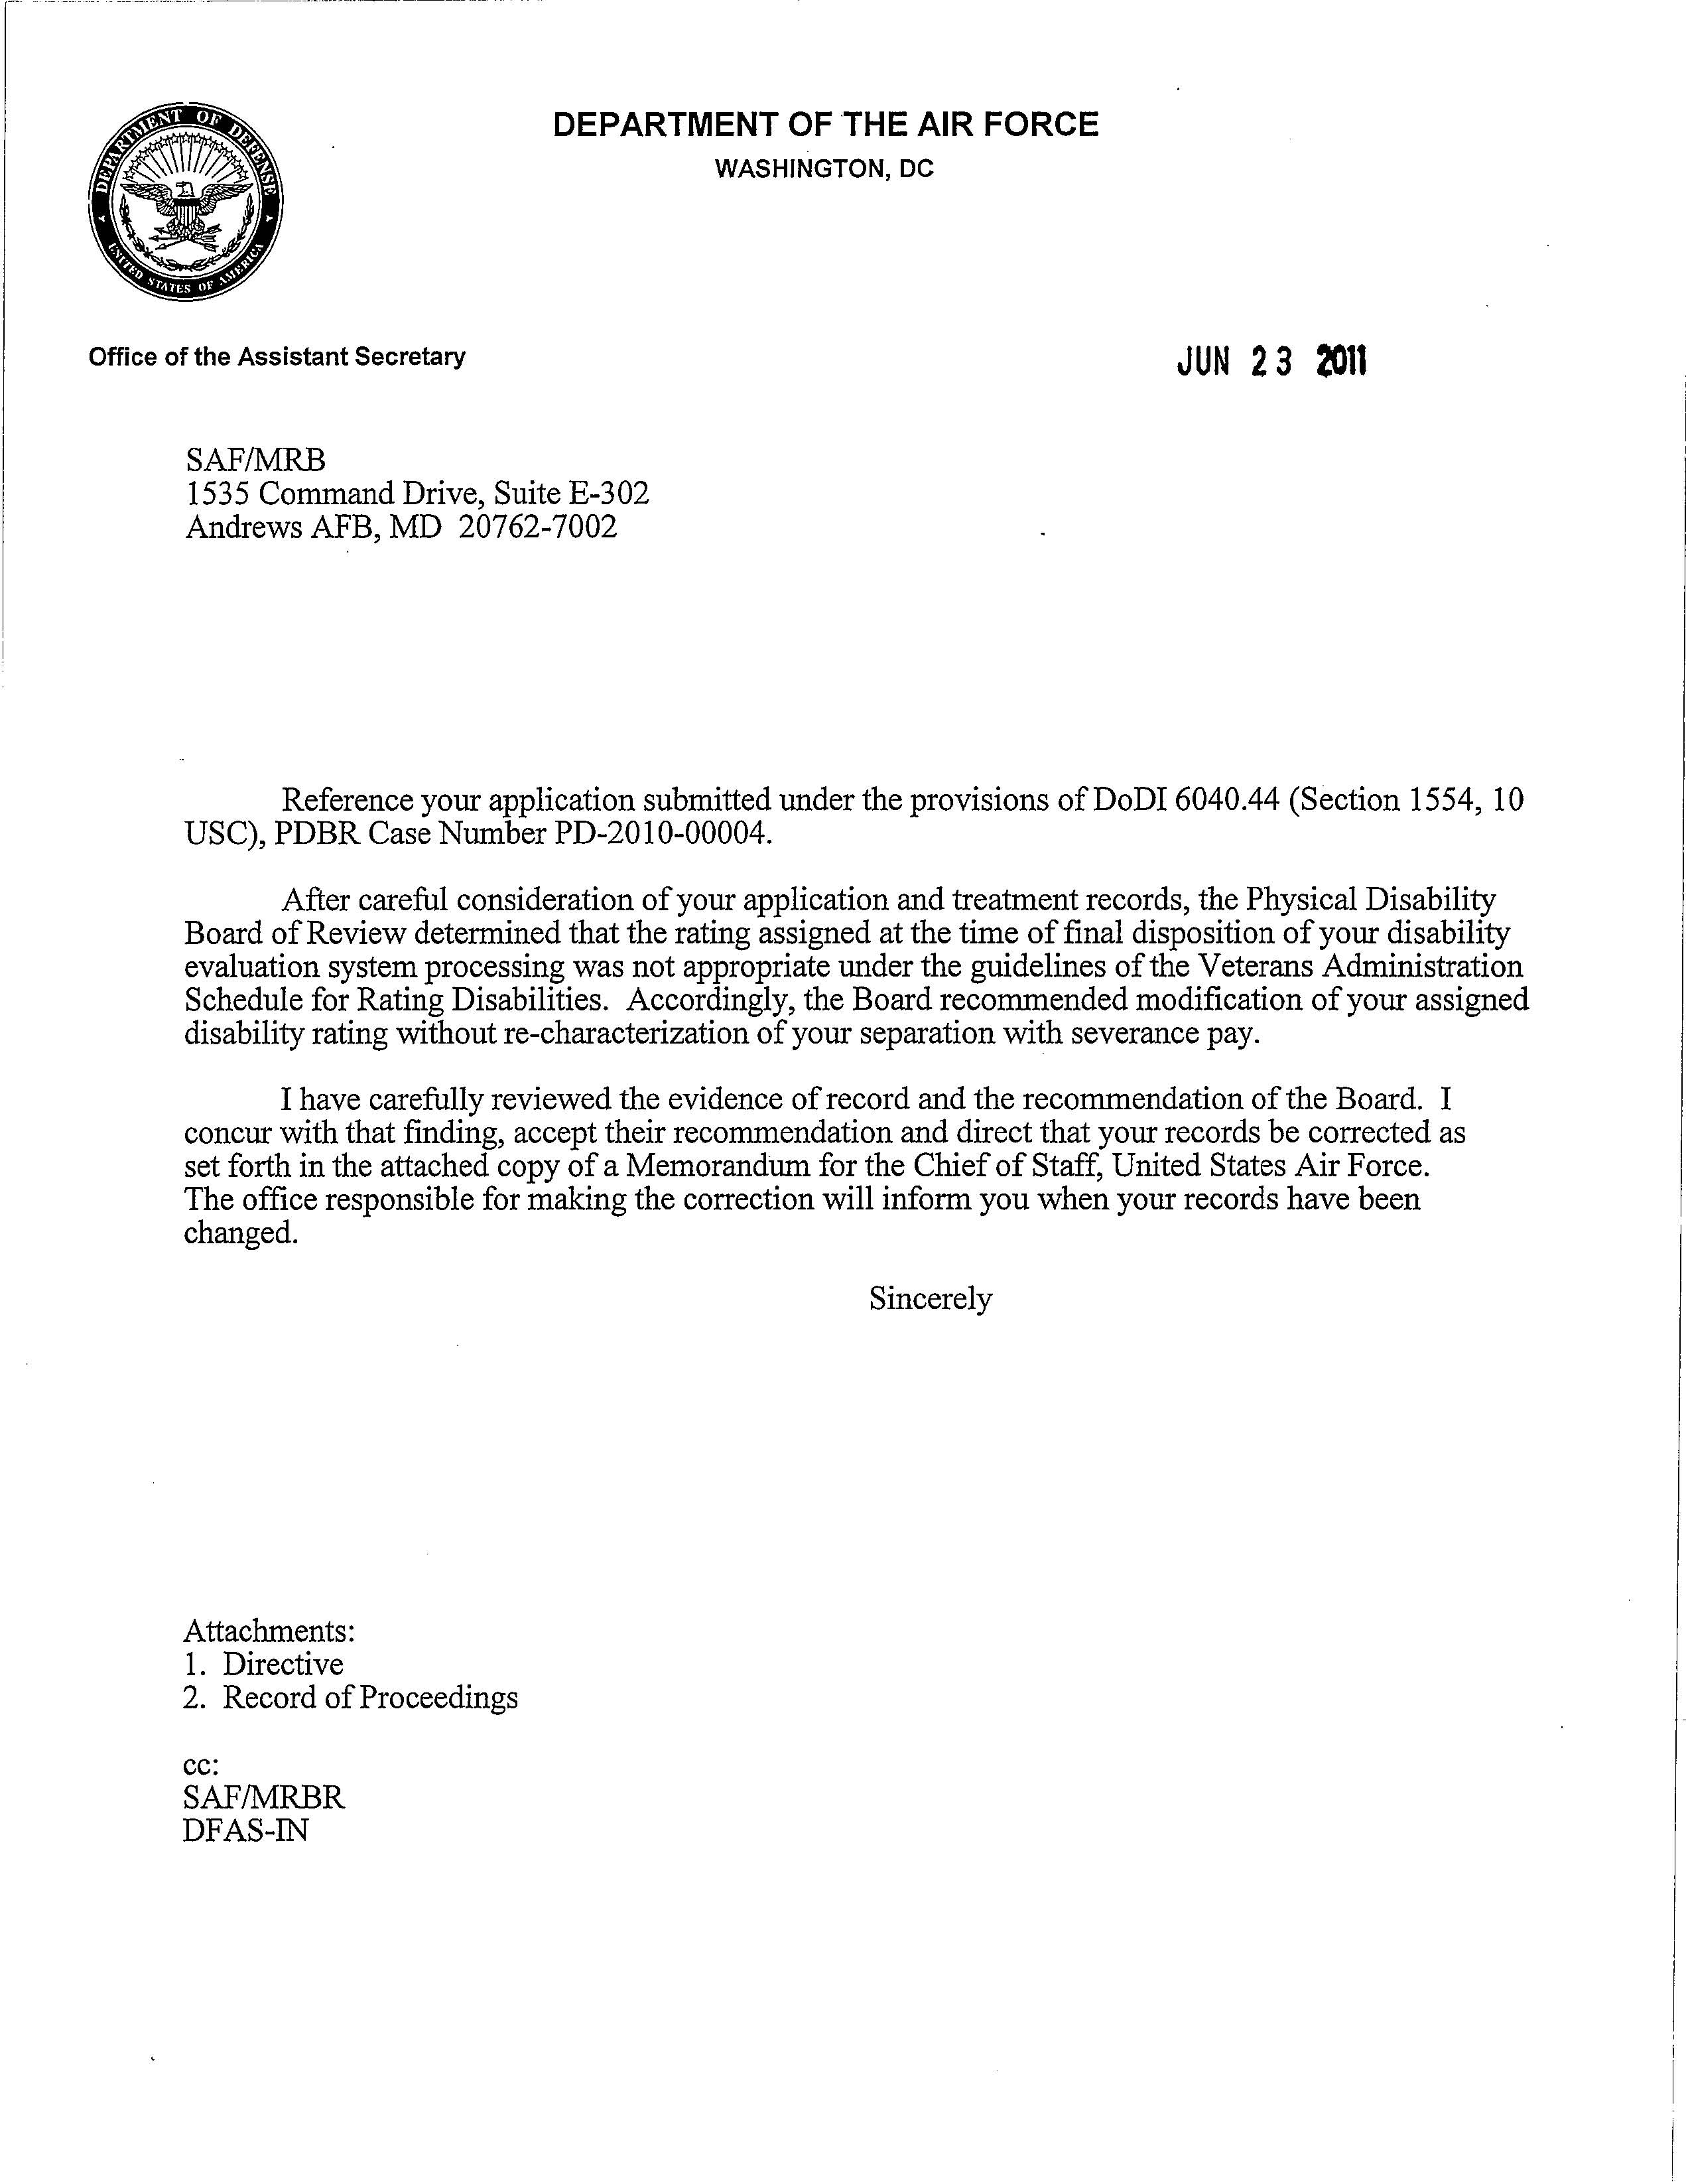 DEPARTMENT OF DEFENSE
UNITED STATES OF AMERICA
DEPARTMENT OF THE AIR FORCE
WASHINGTON, DC
Office of the Assistant Secretary
JUN 23 2011
SAF/MRB
1535 Command Drive, Suite E-302
Andrews AFB, MD 20762-7002
Reference your application submitted under the provisions of DoDI 6040.44 (Section 1554, 10
USC), PDBR Case Number PD-2010-00004.
After careful consideration of your application and treatment records, the Physical Disability
Board of Review determined that the rating assigned at the time of final disposition of your disability
evaluation system processing was not appropriate under the guidelines of the Veterans Administration
Schedule for Rating Disabilities. Accordingly, the Board recommended modification of your assigned
disability rating without re-characterization of your separation with severance pay.
I have carefully reviewed the evidence of record and the recommendation of the Board. I
concur with that finding, accept their recommendation and direct that your records be corrected as
set forth in the attached copy of a Memorandum for the Chief of Staff, United States Air Force.
The office responsible for making the correction will inform you when your records have been
changed.
Sincerely
Attachments:
1. Directive
2. Record of Proceedings
cc:
SAF/MRBR
DFAS-IN